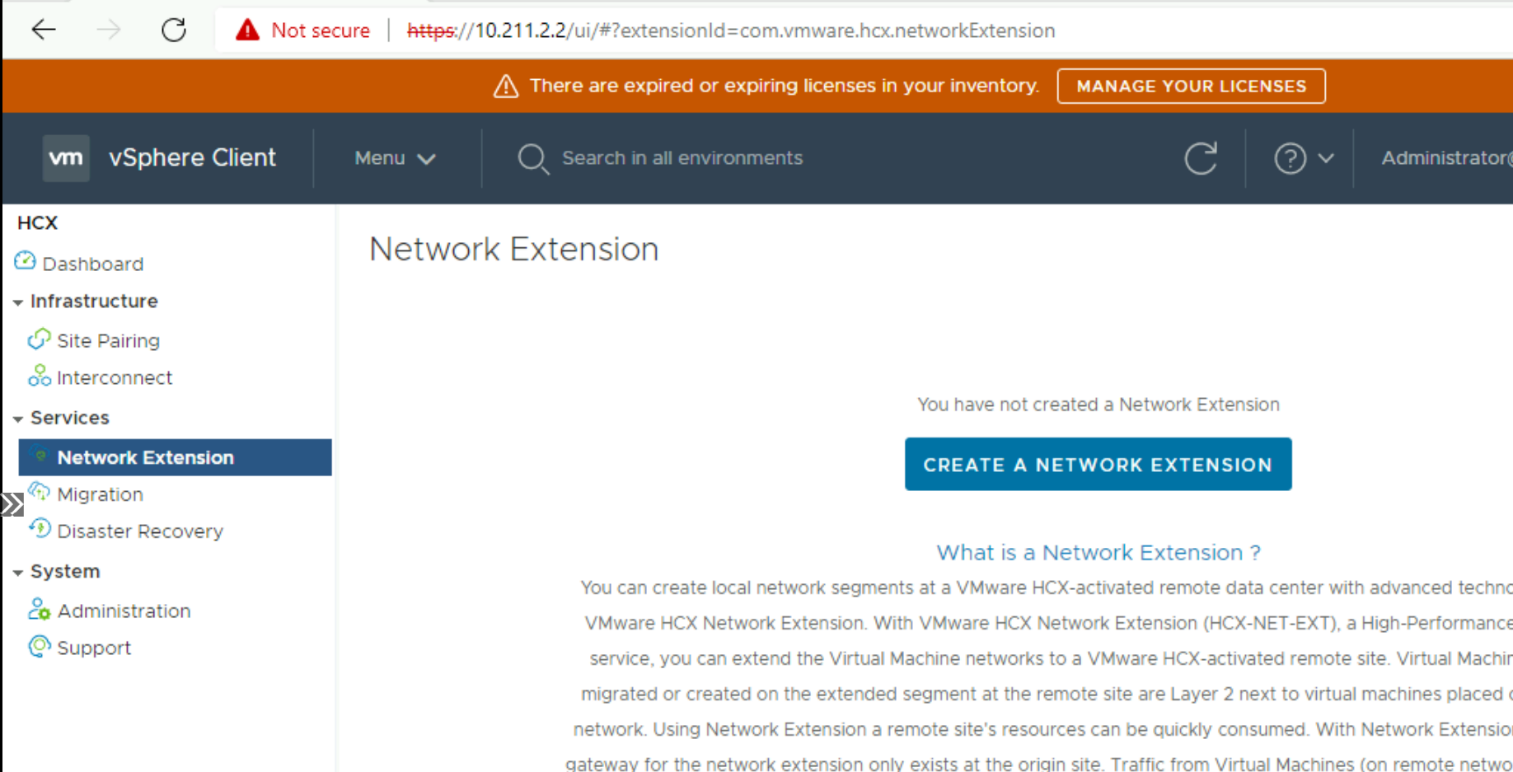 Not secure https://10.211.2.2/ui/#?extensionId=com.vmware.hcx.networkExtension
There are expired or expiring licenses in your inventory. MANAGE YOUR LICENSES
vm vSphere Client Menu Search in all environments Administrator@
HCX
Dashboard
Infrastructure
Site Pairing
Interconnect
Services
Network Extension
Migration
Disaster Recovery
System
Administration
Support
Network Extension
You have not created a Network Extension
CREATE A NETWORK EXTENSION
What is a Network Extension ?
You can create local network segments at a VMware HCX-activated remote data center with advanced techno
VMware HCX Network Extension. With VMware HCX Network Extension (HCX-NET-EXT), a High-Performance
service, you can extend the Virtual Machine networks to a VMware HCX-activated remote site. Virtual Machin
migrated or created on the extended segment at the remote site are Layer 2 next to virtual machines placed
network. Using Network Extension a remote site's resources can be quickly consumed. With Network Extension
gateway for the network extension only exists at the origin site. Traffic from Virtual Machines (on remote netwo